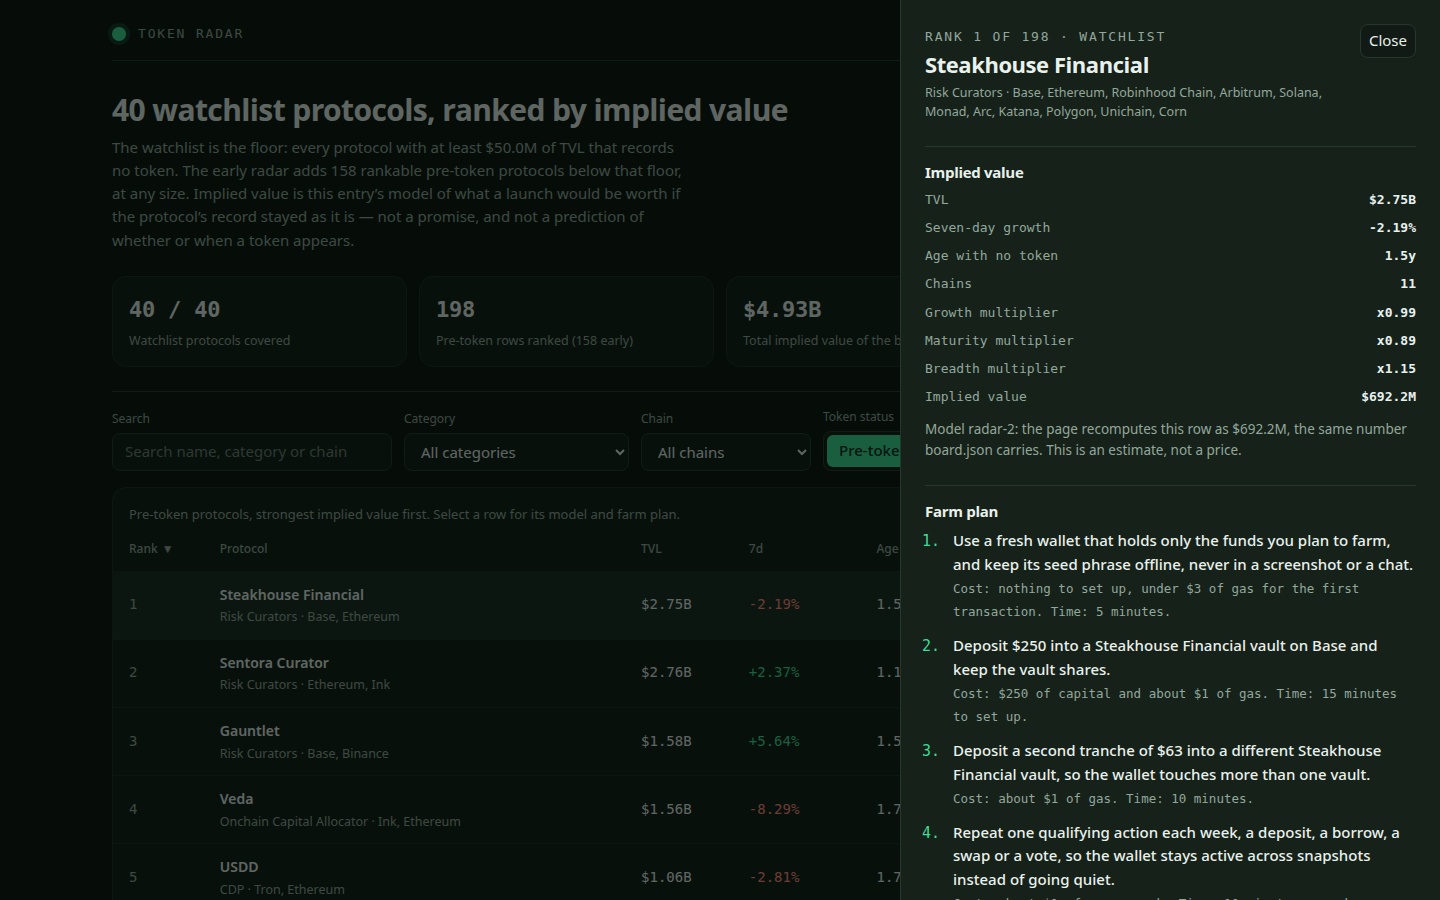 TOKEN RADAR
40 watchlist protocols, ranked by implied value
The watchlist is the floor: every protocol with at least $50.0M of TVL that records
no token. The early radar adds 158 rankable pre-token protocols below that floor,
at any size. Implied value is this entry's model of what a launch would be worth if
the protocol's record stayed as it is — not a promise, and not a prediction of
whether or when a token appears.
40 / 40
Watchlist protocols covered
198
Pre-token rows ranked (158 early)
$4.93B
Total implied value of the b
Search
Category
Chain
Token status
Search name, category or chain
All categories
All chains
Pre-toke
Pre-token protocols, strongest implied value first. Select a row for its model and farm plan.
Rank ▼ Protocol TVL 7d Age
1 Steakhouse Financial $2.75B -2.19% 1.5
Risk Curators · Base, Ethereum
2 Sentora Curator $2.76B +2.37% 1.1
Risk Curators · Ethereum, Ink
3 Gauntlet $1.58B +5.64% 1.5
Risk Curators · Base, Binance
4 Veda $1.56B -8.29% 1.7
Onchain Capital Allocator · Ink, Ethereum
5 USDD $1.06B -2.81% 1.7
CDP · Tron, Ethereum
RANK 1 OF 198 · WATCHLIST
Close
Steakhouse Financial
Risk Curators · Base, Ethereum, Robinhood Chain, Arbitrum, Solana,
Monad, Arc, Katana, Polygon, Unichain, Corn
Implied value
TVL $2.75B
Seven-day growth -2.19%
Age with no token 1.5y
Chains 11
Growth multiplier x0.99
Maturity multiplier x0.89
Breadth multiplier x1.15
Implied value $692.2M
Model radar-2: the page recomputes this row as $692.2M, the same number
board.json carries. This is an estimate, not a price.
Farm plan
1. Use a fresh wallet that holds only the funds you plan to farm,
and keep its seed phrase offline, never in a screenshot or a chat.
Cost: nothing to set up, under $3 of gas for the first
transaction. Time: 5 minutes.
2. Deposit $250 into a Steakhouse Financial vault on Base and
keep the vault shares.
Cost: $250 of capital and about $1 of gas. Time: 15 minutes
to set up.
3. Deposit a second tranche of $63 into a different Steakhouse
Financial vault, so the wallet touches more than one vault.
Cost: about $1 of gas. Time: 10 minutes.
4. Repeat one qualifying action each week, a deposit, a borrow, a
swap or a vote, so the wallet stays active across snapshots
instead of going quiet.